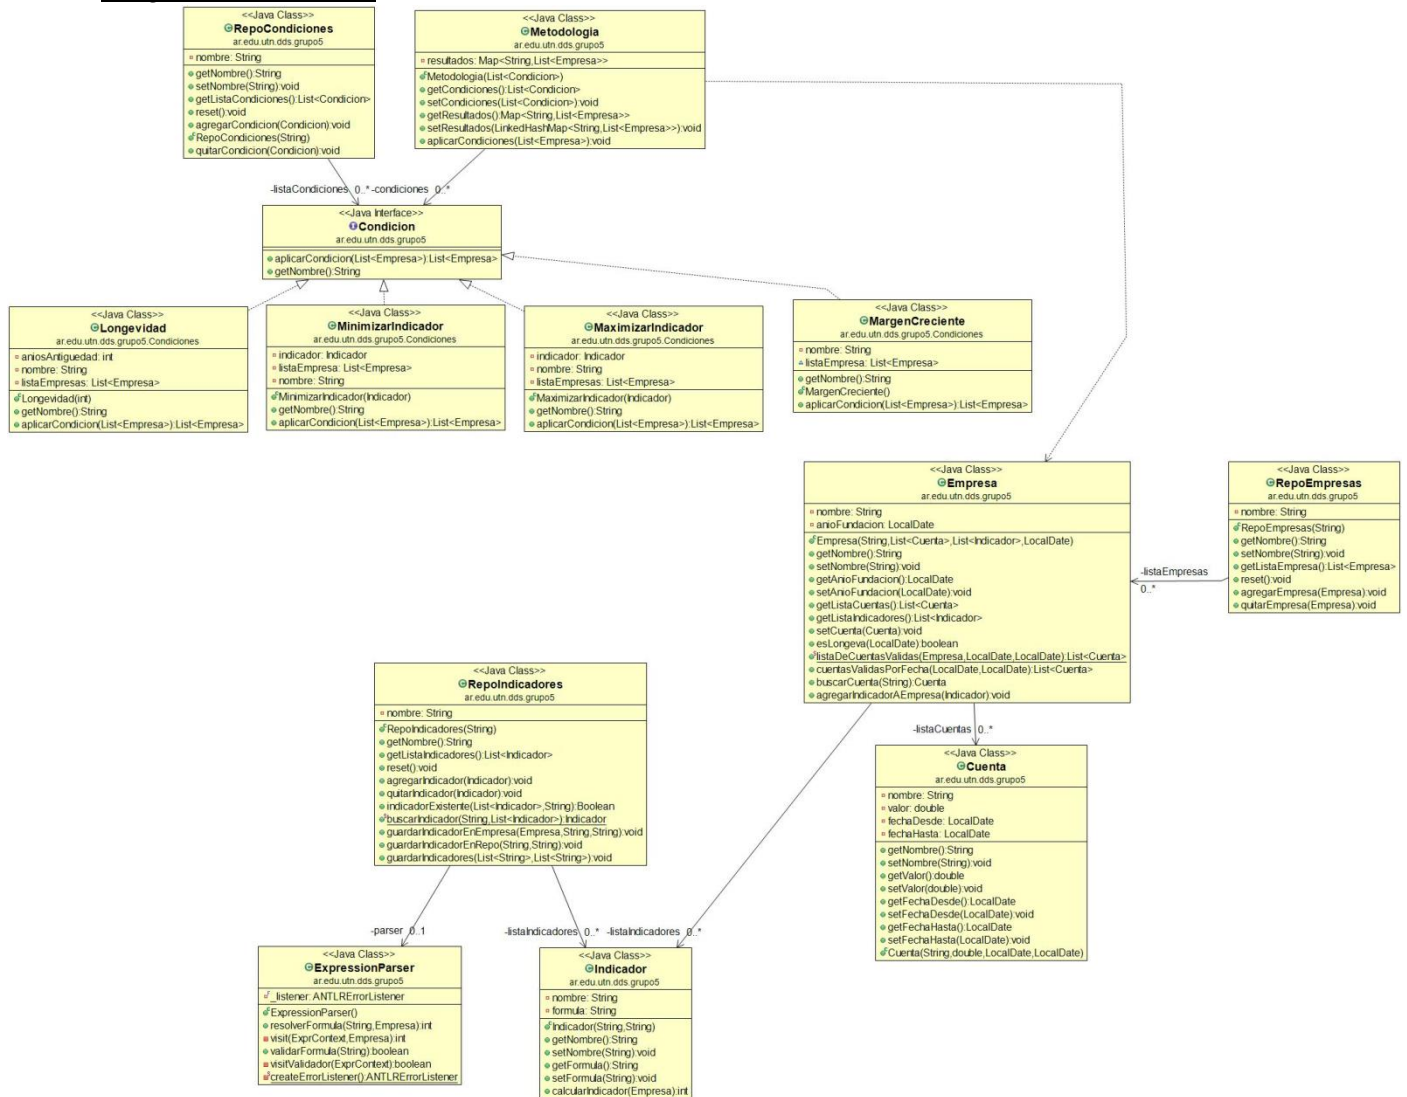 <<Java Class>>
RepoCondiciones
ar.edu.utn.dds.grupo5
nombre: String
getNombre():String
setNombre(String):void
getListaCondiciones():List<Condicion>
reset():void
agregarCondicion(Condicion):void
RepoCondiciones(String)
quitarCondicion(Condicion):void
<<Java Class>>
Metodologia
ar.edu.utn.dds.grupo5
resultados: Map<String,List<Empresa>>
Metodologia(List<Condicion>)
getCondiciones():List<Condicion>
setCondiciones(List<Condicion>):void
getResultados():Map<String,List<Empresa>>
setResultados(LinkedHashMap<String,List<Empresa>>):void
aplicarCondiciones(List<Empresa>):void
-listaCondiciones 0..*
-condiciones 0..*
<<Java Interface>>
Condicion
ar.edu.utn.dds.grupo5
aplicarCondicion(List<Empresa>):List<Empresa>
getNombre():String
<<Java Class>>
Longevidad
ar.edu.utn.dds.grupo5.Condiciones
aniosAntiguedad: int
nombre: String
listaEmpresas: List<Empresa>
Longevidad(int)
getNombre():String
aplicarCondicion(List<Empresa>):List<Empresa>
<<Java Class>>
MinimizarIndicador
ar.edu.utn.dds.grupo5.Condiciones
indicador: Indicador
listaEmpresa: List<Empresa>
nombre: String
MinimizarIndicador(Indicador)
getNombre():String
aplicarCondicion(List<Empresa>):List<Empresa>
<<Java Class>>
MaximizarIndicador
ar.edu.utn.dds.grupo5.Condiciones
indicador: Indicador
nombre: String
listaEmpresas: List<Empresa>
MaximizarIndicador(Indicador)
getNombre():String
aplicarCondicion(List<Empresa>):List<Empresa>
<<Java Class>>
MargenCreciente
ar.edu.utn.dds.grupo5.Condiciones
nombre: String
listaEmpresa: List<Empresa>
getNombre():String
MargenCreciente()
aplicarCondicion(List<Empresa>):List<Empresa>
<<Java Class>>
Empresa
ar.edu.utn.dds.grupo5
nombre: String
anioFundacion: LocalDate
Empresa(String,List<Cuenta>,List<Indicador>,LocalDate)
getNombre():String
setNombre(String):void
getAnioFundacion():LocalDate
setAnioFundacion(LocalDate):void
getListaCuentas():List<Cuenta>
getListaIndicadores():List<Indicador>
setCuenta(Cuenta):void
esLongeva(LocalDate):boolean
listaDeCuentasValidas(Empresa,LocalDate,LocalDate):List<Cuenta>
cuentasValidasPorFecha(LocalDate,LocalDate):List<Cuenta>
buscarCuenta(String):Cuenta
agregarIndicadorAEmpresa(Indicador):void
<<Java Class>>
RepoEmpresas
ar.edu.utn.dds.grupo5
nombre: String
RepoEmpresas(String)
getNombre():String
setNombre(String):void
getListaEmpresa():List<Empresa>
reset():void
agregarEmpresa(Empresa):void
quitarEmpresa(Empresa):void
-listaEmpresas
0..*
<<Java Class>>
RepoIndicadores
ar.edu.utn.dds.grupo5
nombre: String
RepoIndicadores(String)
getNombre():String
getListaIndicadores():List<Indicador>
reset():void
agregarIndicador(Indicador):void
quitarIndicador(Indicador):void
indicadorExistente(List<Indicador>,String):Boolean
buscarIndicador(String,List<Indicador>):Indicador
guardarIndicadorEnEmpresa(Empresa,String,String):void
guardarIndicadorEnRepo(String,String):void
guardarIndicadores(List<String>,List<String>):void
-listaCuentas 0..*
<<Java Class>>
Cuenta
ar.edu.utn.dds.grupo5
nombre: String
valor: double
fechaDesde: LocalDate
fechaHasta: LocalDate
getNombre():String
setNombre(String):void
getValor():double
setValor(double):void
getFechaDesde():LocalDate
setFechaDesde(LocalDate):void
getFechaHasta():LocalDate
setFechaHasta(LocalDate):void
Cuenta(String,double,LocalDate,LocalDate)
-parser 0..1
-listaIndicadores 0..*
-listaIndicadores 0..*
<<Java Class>>
ExpressionParser
ar.edu.utn.dds.grupo5
_listener: ANTLRErrorListener
ExpressionParser()
resolverFormula(String,Empresa):int
visit(ExprContext,Empresa):int
validarFormula(String):boolean
visitValidador(ExprContext):boolean
createErrorListener():ANTLRErrorListener
<<Java Class>>
Indicador
ar.edu.utn.dds.grupo5
nombre: String
formula: String
Indicador(String,String)
getNombre():String
setNombre(String):void
getFormula():String
setFormula(String):void
calcularIndicador(Empresa):int